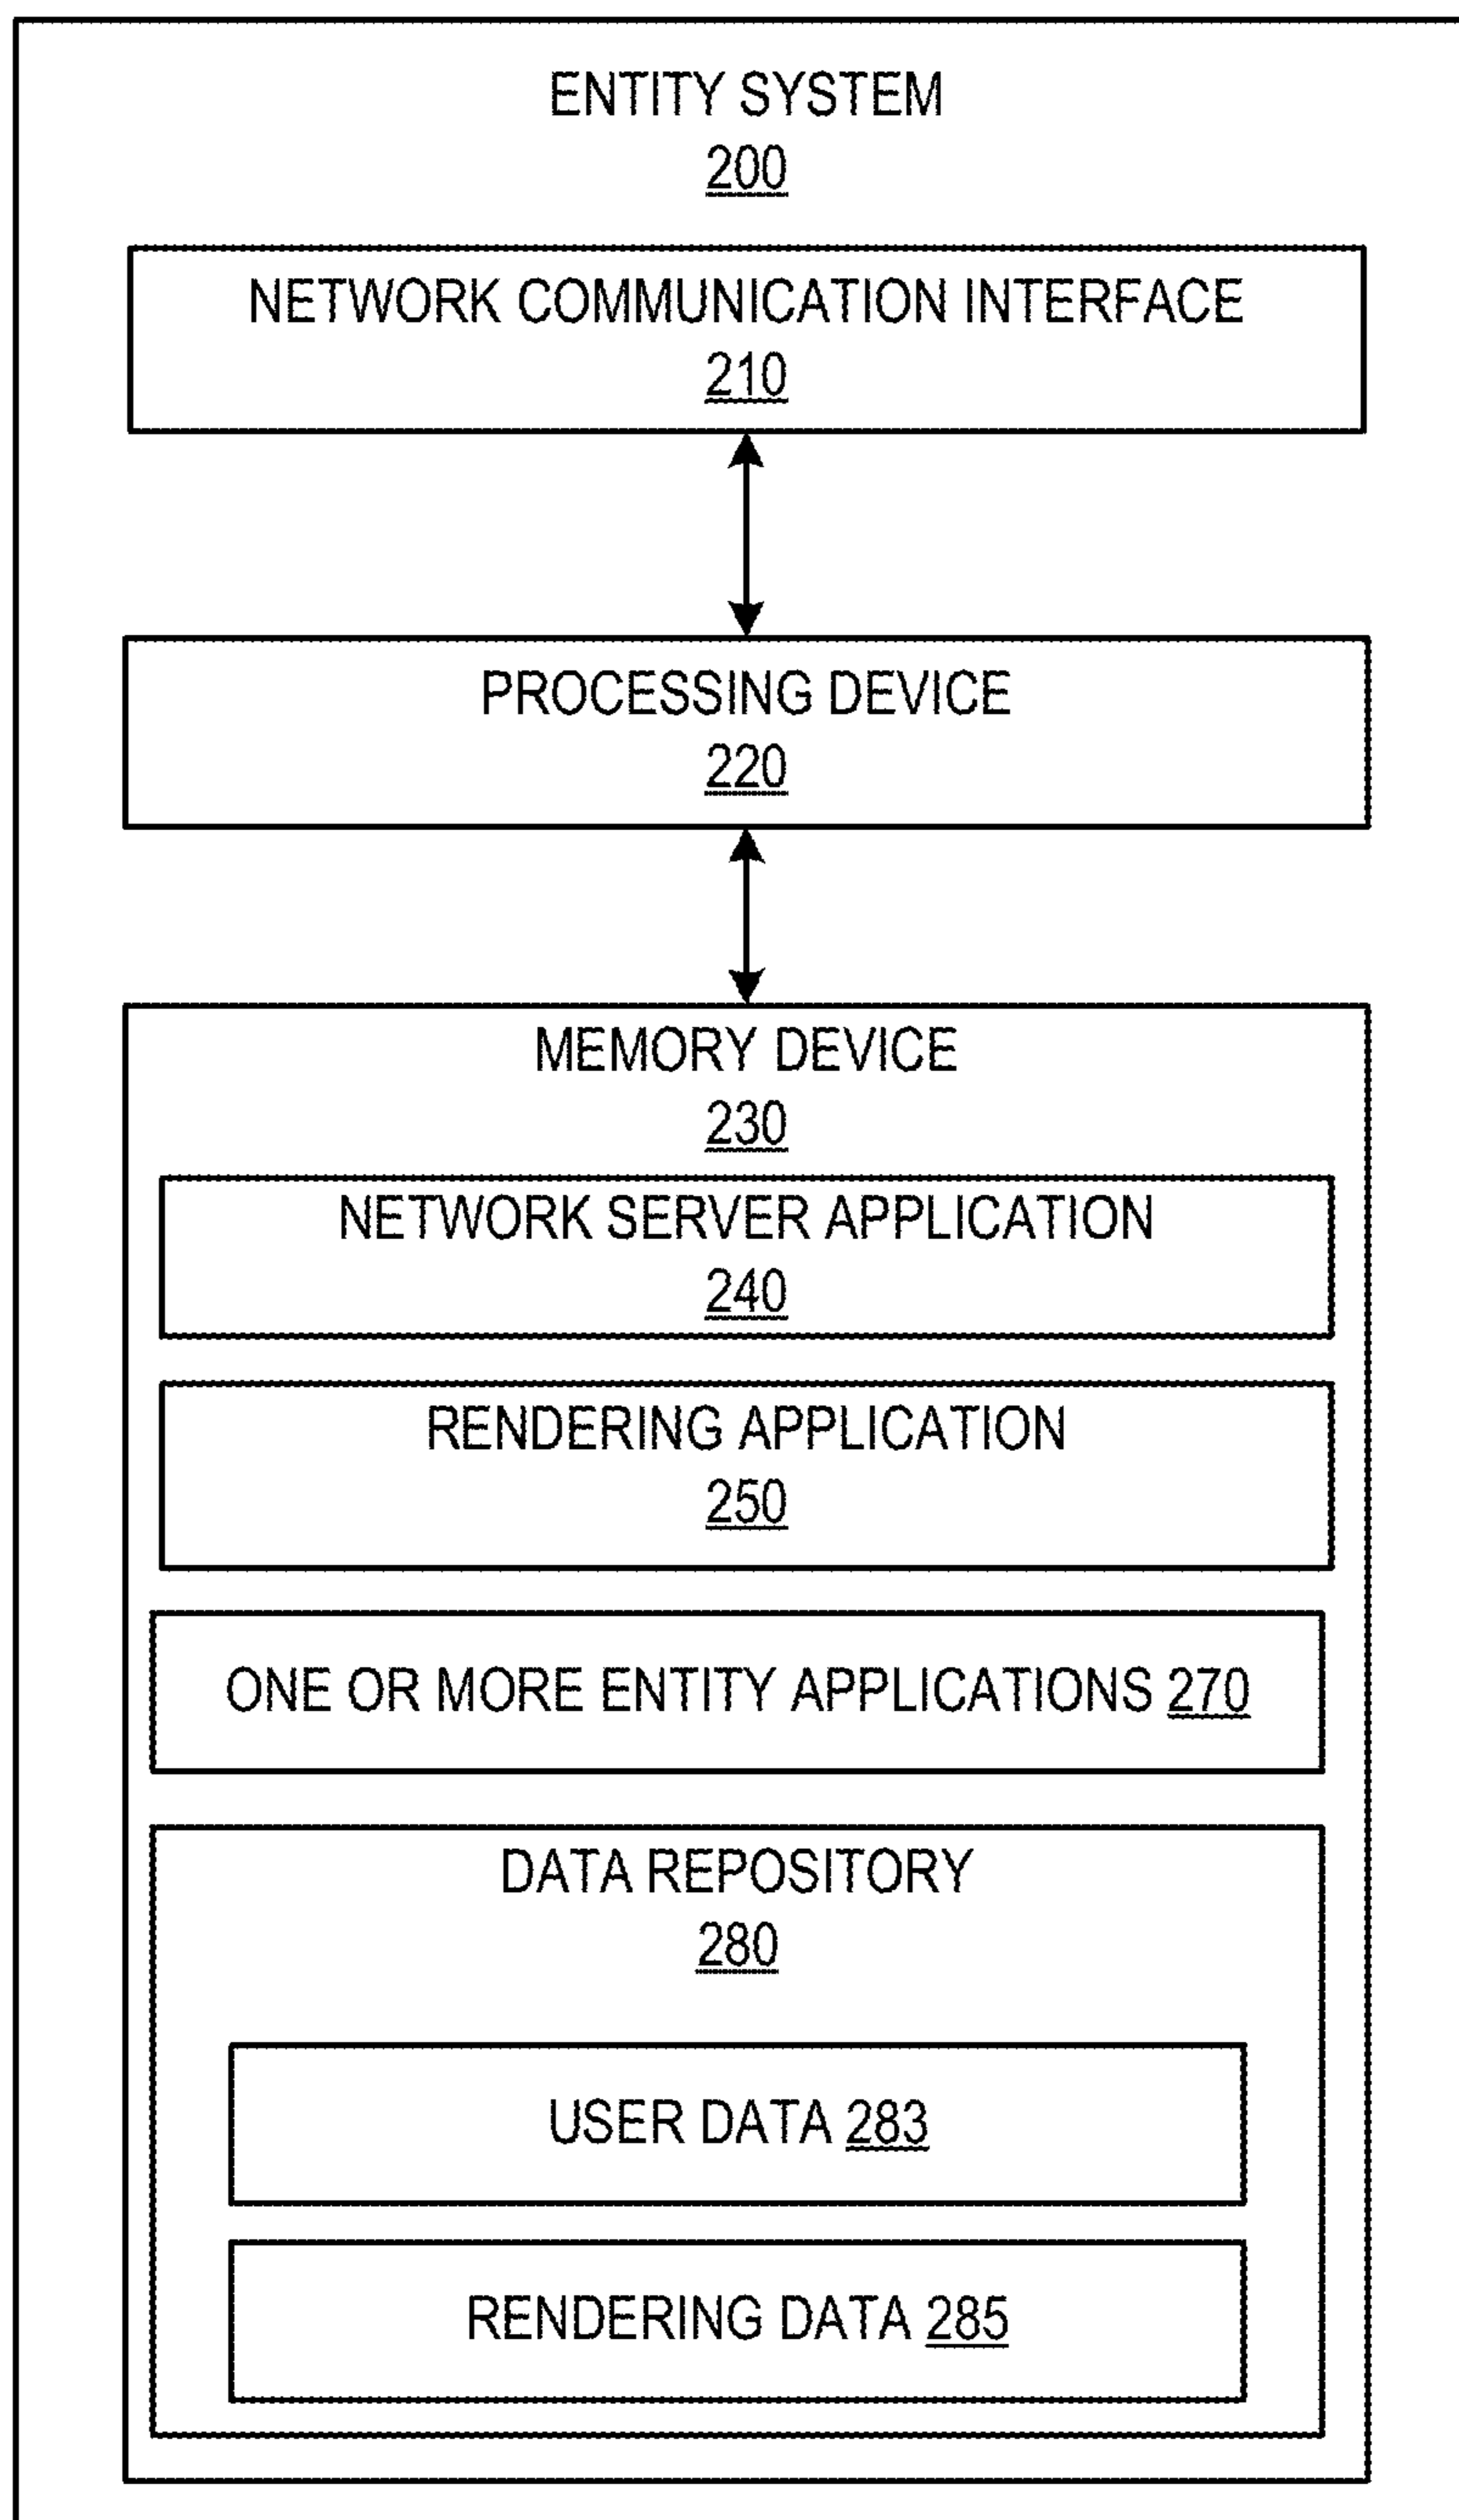 ENTITY SYSTEM
200
NETWORK COMMUNICATION INTERFACE
210
PROCESSING DEVICE
220
MEMORY DEVICE
230
NETWORK SERVER APPLICATION
240
RENDERING APPLICATION
250
ONE OR MORE ENTITY APPLICATIONS 270
DATA REPOSITORY
280
USER DATA 283
RENDERING DATA 285